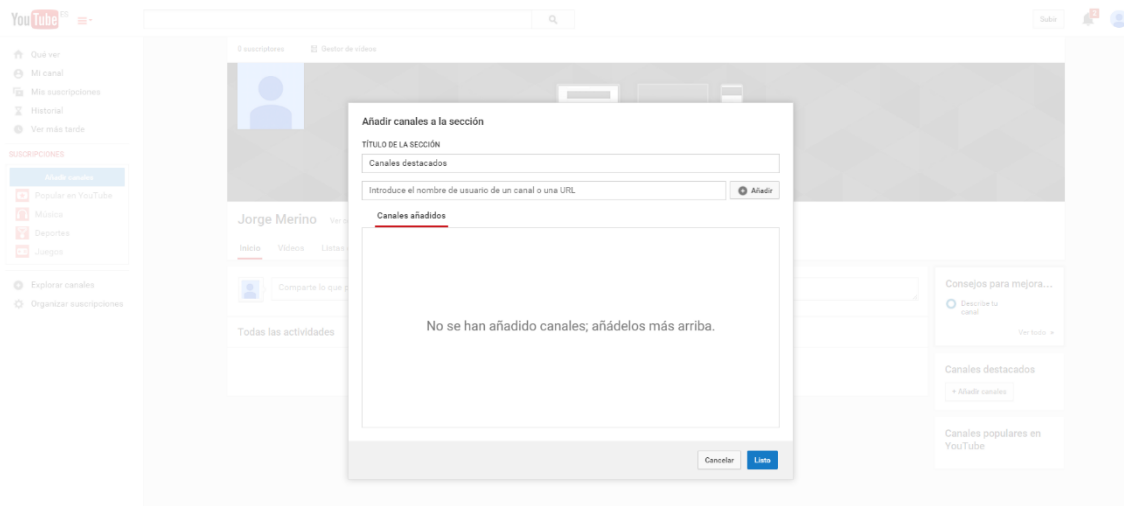 YouTube ES
Subir
2
Qué ver
Mi canal
Mis suscripciones
Historial
Ver más tarde
SUSCRIPCIONES
Añadir canales
Popular en YouTube
Música
Deportes
Juegos
Explorar canales
Organizar suscripciones
0 suscriptores
Gestor de vídeos
Jorge Merino
Inicio Vídeos Listas
Comparte lo que
Todas las actividades
Añadir canales a la sección
TÍTULO DE LA SECCIÓN
Canales destacados
Introduce el nombre de usuario de un canal o una URL
Añadir
Canales añadidos
No se han añadido canales; añádelos más arriba.
Cancelar
Listo
Consejos para mejora...
Describe tu
canal
Ver todo
Canales destacados
+ Añadir canales
Canales populares en
YouTube